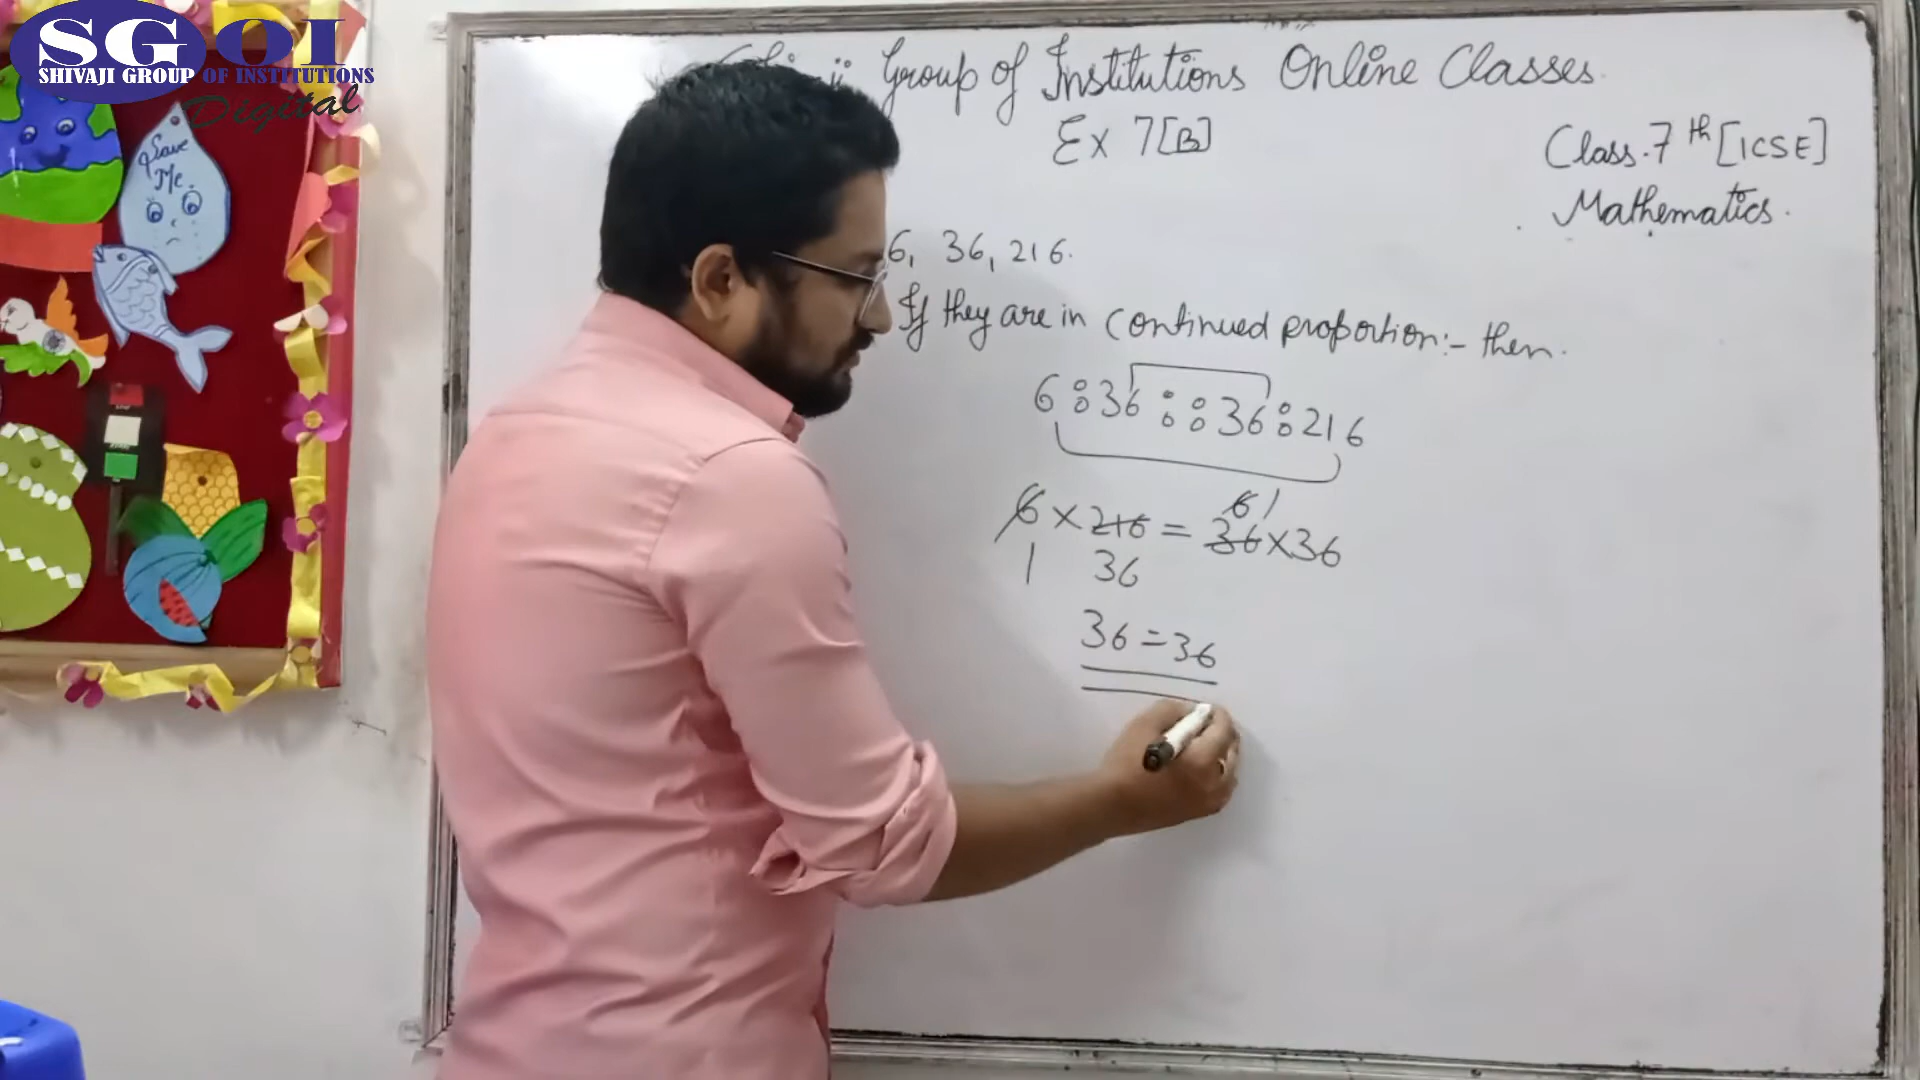 SGOI
SHIVAJI GROUP OF INSTITUTIONS
Digital
Save
Me.
Group of Institutions Online Classes.
Ex 7[B]
Class. 7th [ICSE]
Mathematics.
6, 36, 216.
If they are in continued proportion:- then.
6:36::36:216
6 1
6 × 216 = 36 × 36
1 36
36 = 36